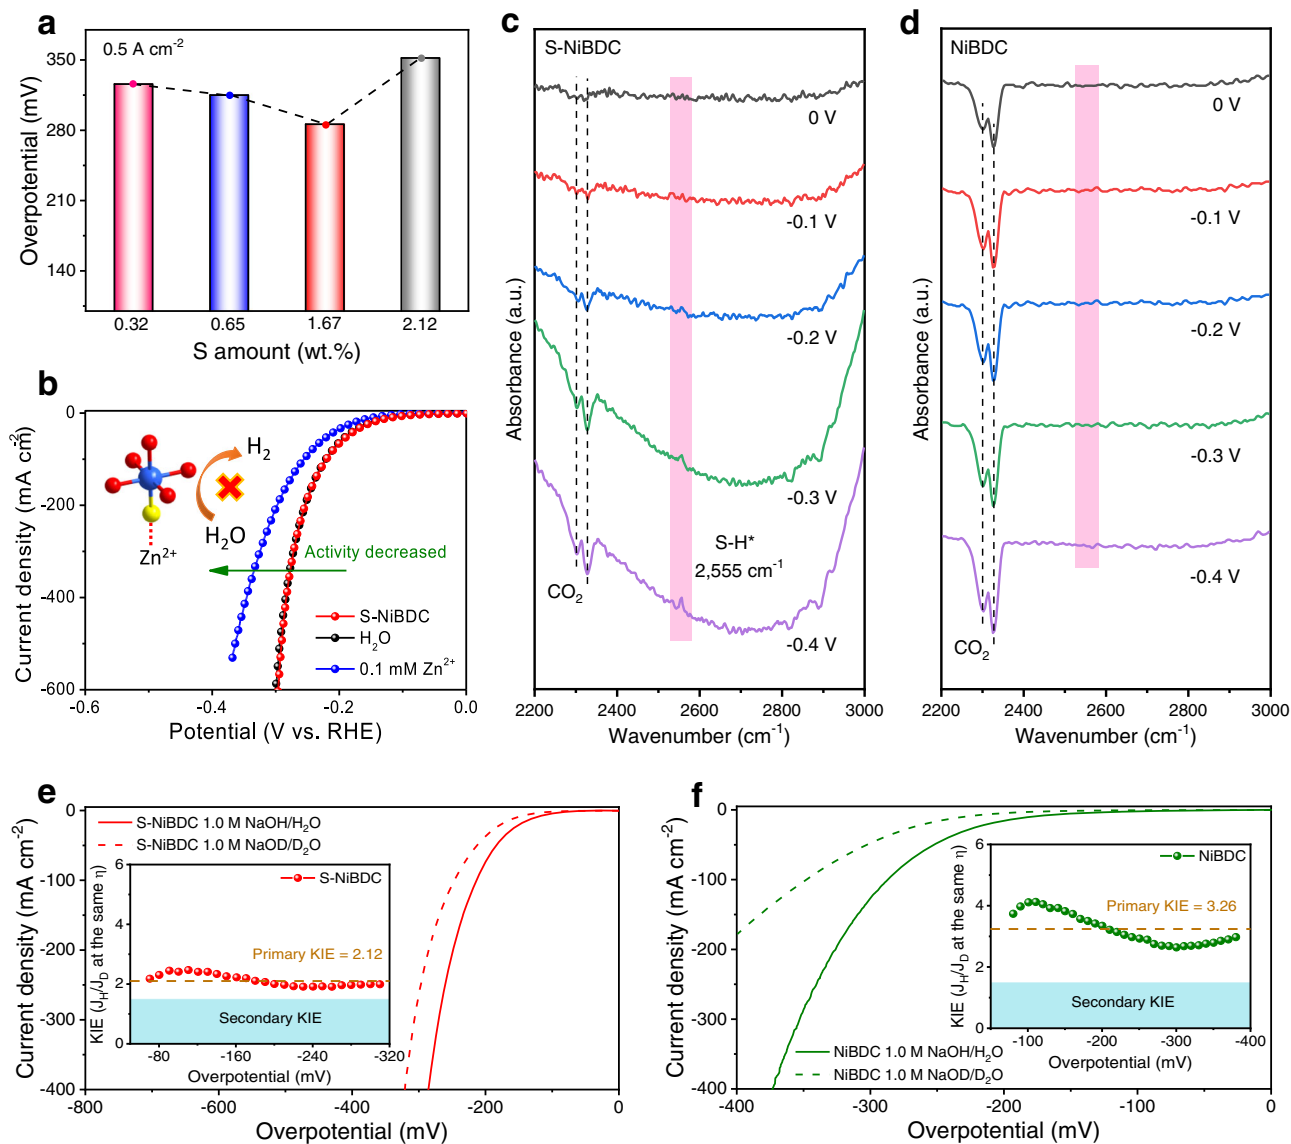 a
0.5 A cm-2
Overpotential (mV)
350
280
210
140
0.32
0.65
1.67
2.12
S amount (wt.%)
b
Current density (mA cm-2)
0
-200
-400
-600
H2
H2O
Zn2+
Activity decreased
S-NiBDC
H2O
0.1 mM Zn2+
-0.6
-0.4
-0.2
0.0
Potential (V vs. RHE)
c
S-NiBDC
Absorbance (a.u.)
0 V
-0.1 V
-0.2 V
-0.3 V
-0.4 V
S-H*
2,555 cm-1
CO2
2200
2400
2600
2800
3000
Wavenumber (cm-1)
d
NiBDC
Absorbance (a.u.)
0 V
-0.1 V
-0.2 V
-0.3 V
-0.4 V
CO2
2200
2400
2600
2800
3000
Wavenumber (cm-1)
e
Current density (mA cm-2)
0
-100
-200
-300
-400
S-NiBDC 1.0 M NaOH/H2O
S-NiBDC 1.0 M NaOD/D2O
KIE (JH/JD at the same η)
6
4
2
0
S-NiBDC
Primary KIE = 2.12
Secondary KIE
-80
-160
-240
-320
Overpotential (mV)
-800
-600
-400
-200
0
Overpotential (mV)
f
Current density (mA cm-2)
0
-100
-200
-300
-400
KIE (JH/JD at the same η)
6
4
2
0
NiBDC
Primary KIE = 3.26
Secondary KIE
-100
-200
-300
-400
Overpotential (mV)
NiBDC 1.0 M NaOH/H2O
NiBDC 1.0 M NaOD/D2O
-400
-300
-200
-100
0
Overpotential (mV)